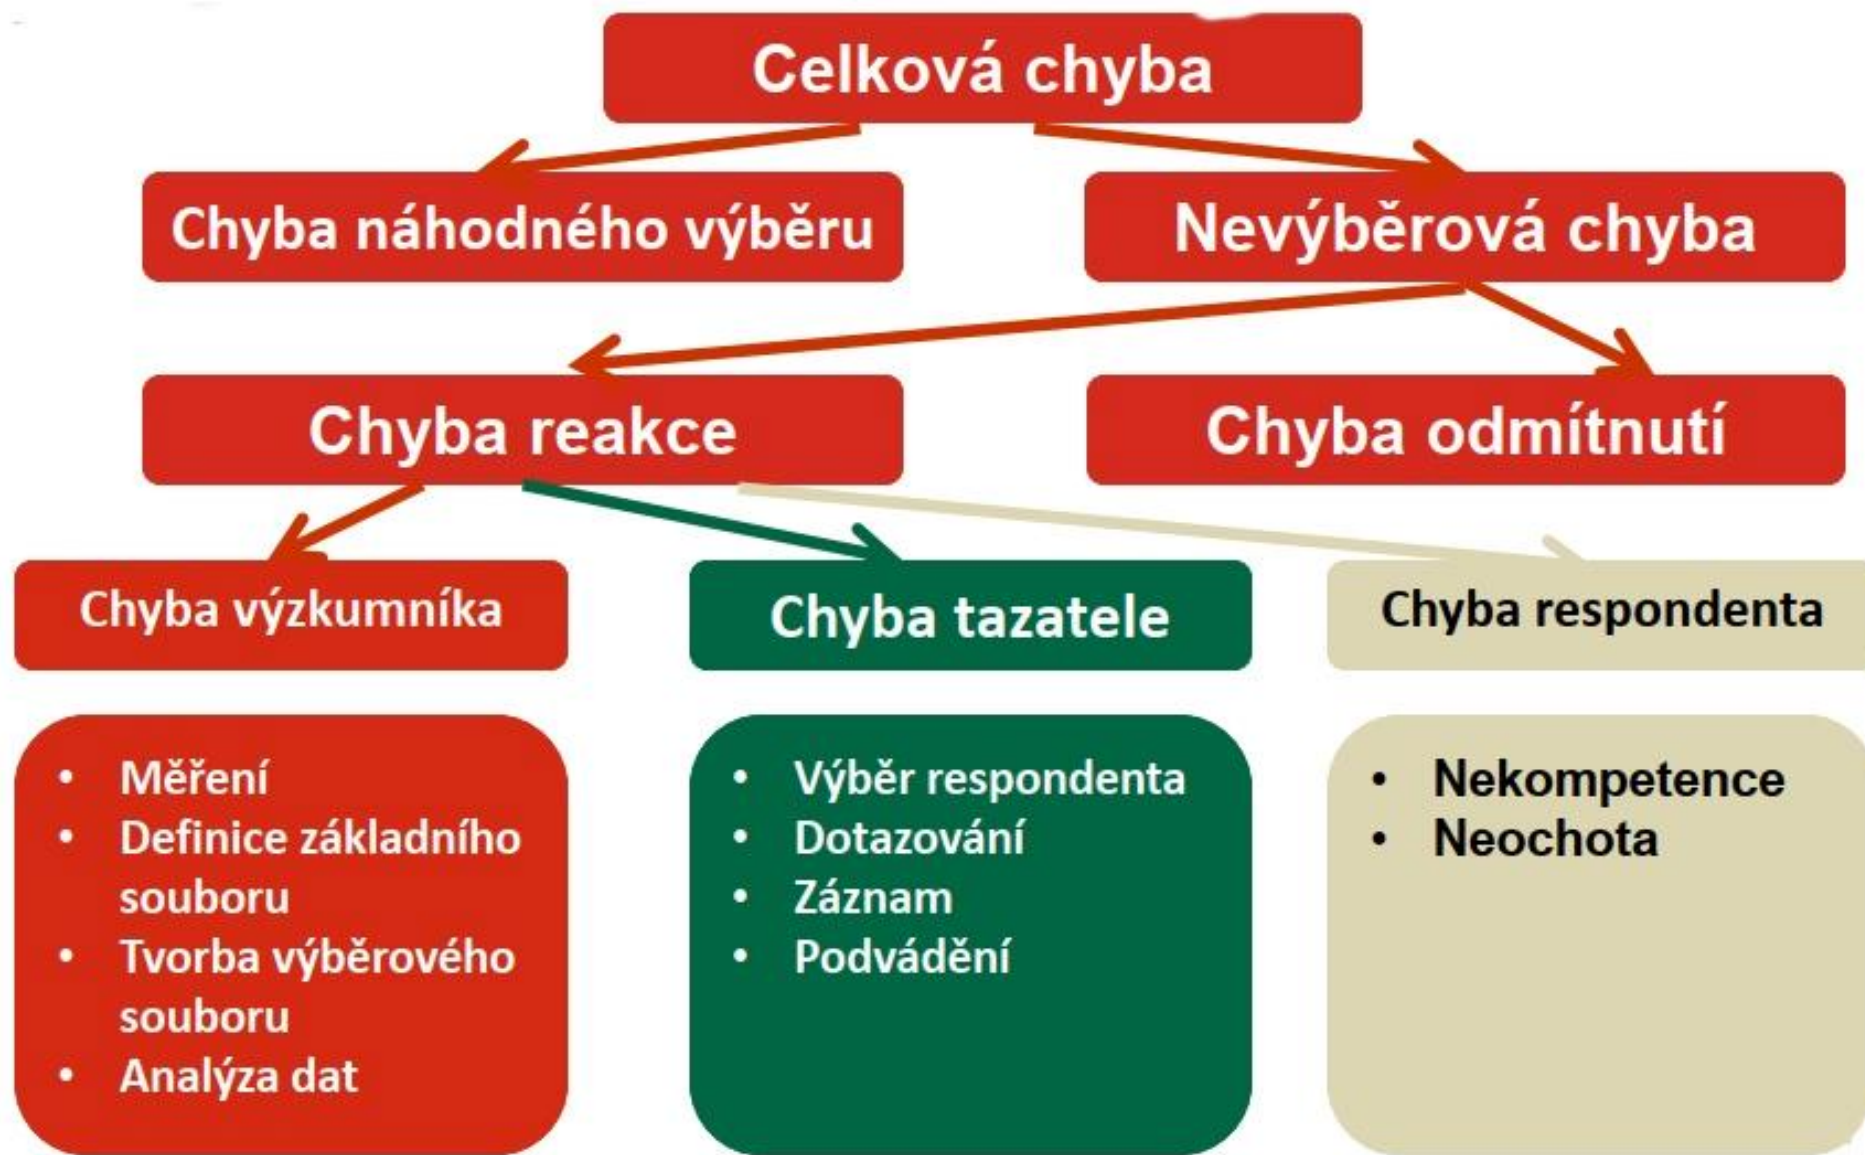 Celková chyba
Chyba náhodného výběru
Nevýběrová chyba
Chyba reakce
Chyba odmítnutí
Chyba výzkumníka
Chyba tazatele
Chyba respondenta
• Měření
• Definice základního
souboru
• Tvorba výběrového
souboru
• Analýza dat
• Výběr respondenta
• Dotazování
• Záznam
• Podvádění
• Nekompetence
• Neochota